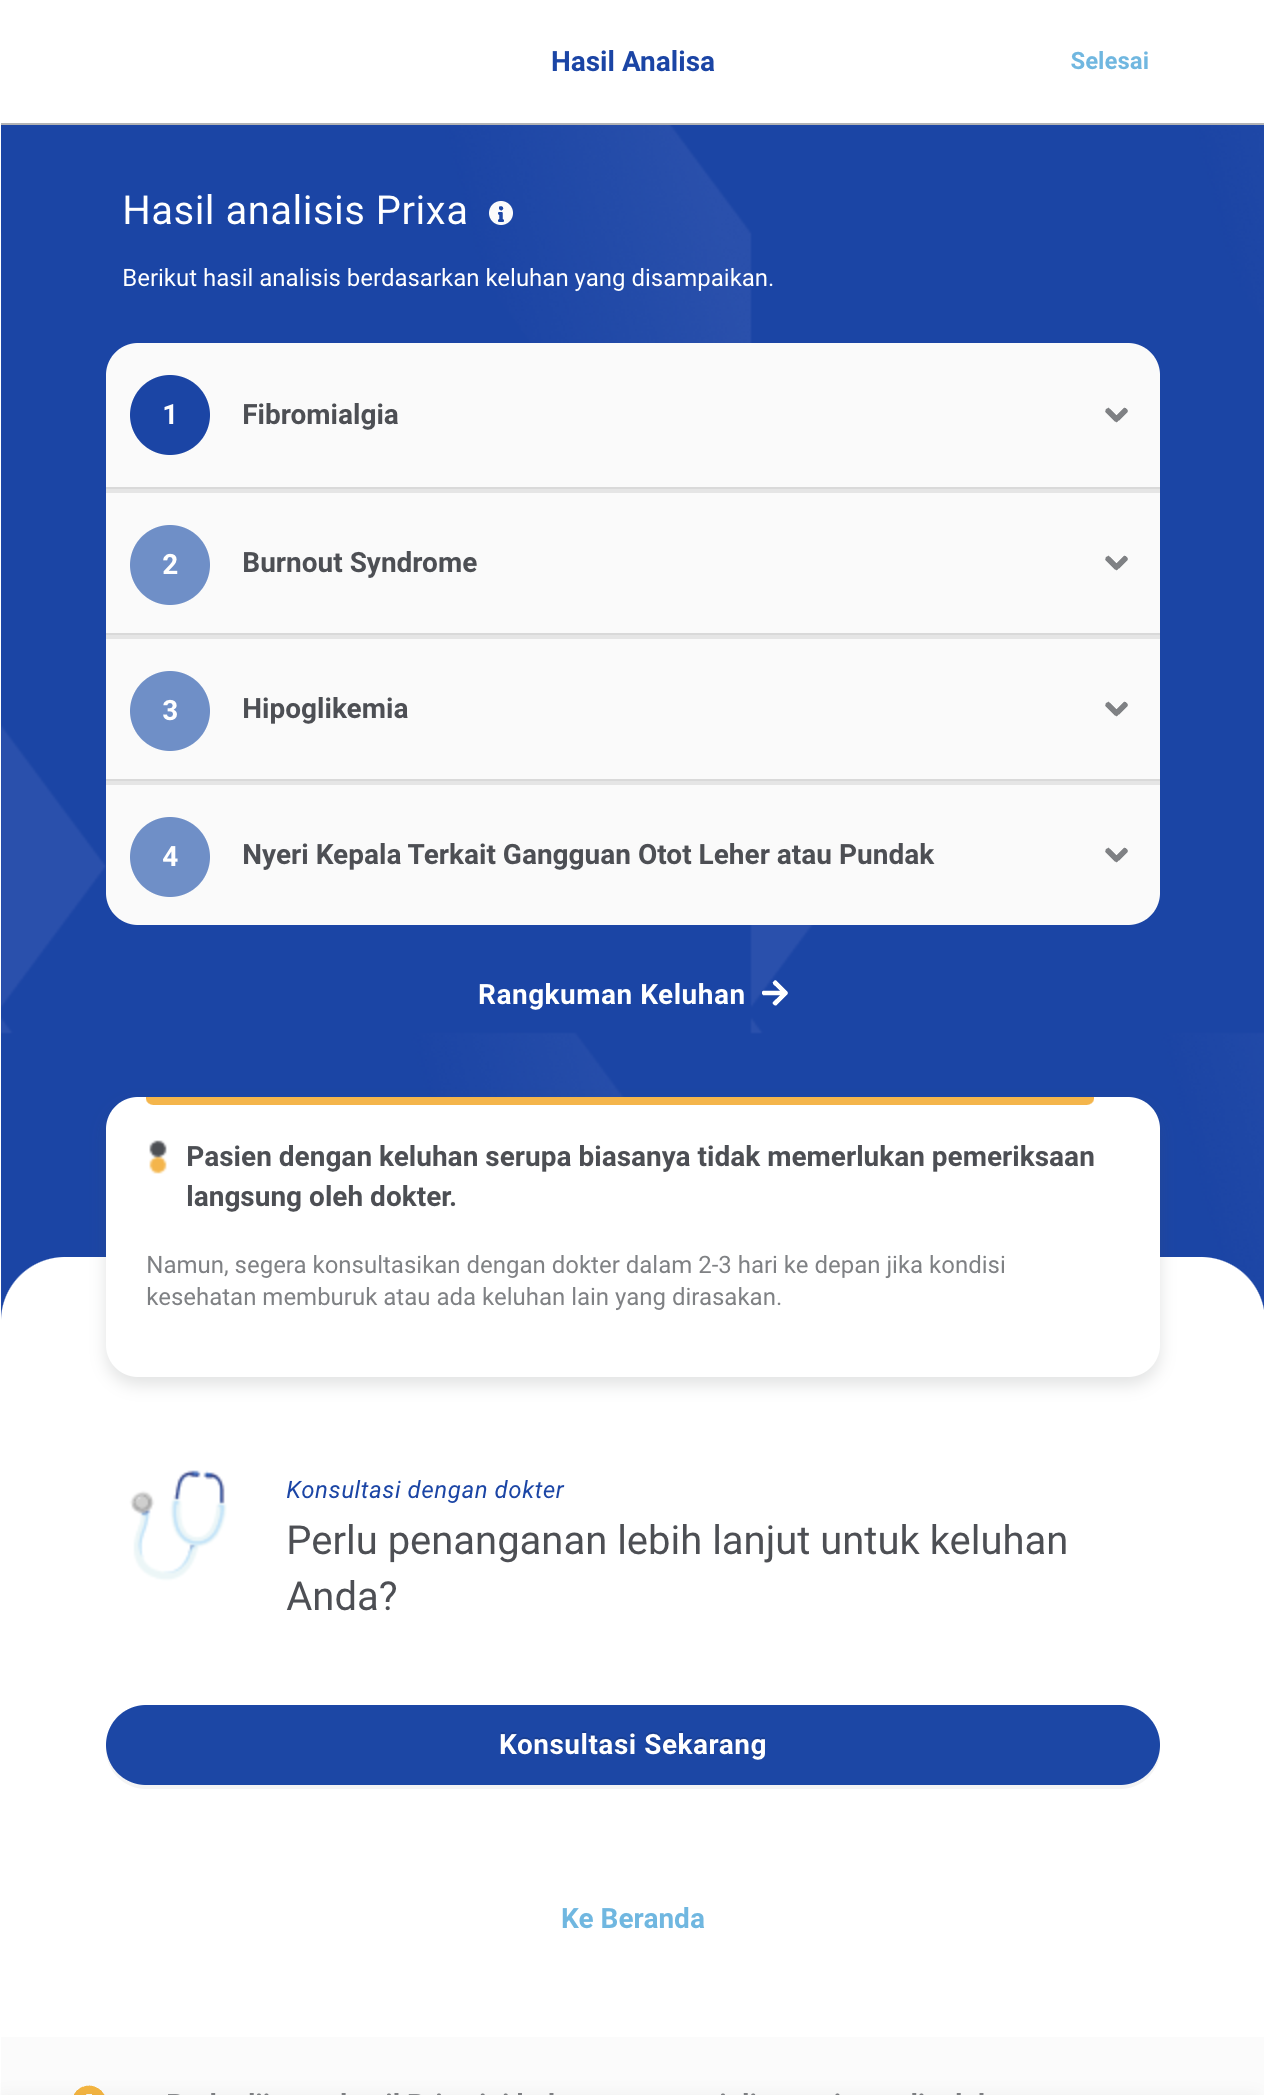 Hasil Analisa
Selesai
Hasil analisis Prixa
Berikut hasil analisis berdasarkan keluhan yang disampaikan.
1
Fibromialgia
2
Burnout Syndrome
3
Hipoglikemia
4
Nyeri Kepala Terkait Gangguan Otot Leher atau Pundak
Rangkuman Keluhan
Pasien dengan keluhan serupa biasanya tidak memerlukan pemeriksaan
langsung oleh dokter.
Namun, segera konsultasikan dengan dokter dalam 2-3 hari ke depan jika kondisi
kesehatan memburuk atau ada keluhan lain yang dirasakan.
Konsultasi dengan dokter
Perlu penanganan lebih lanjut untuk keluhan
Anda?
Konsultasi Sekarang
Ke Beranda